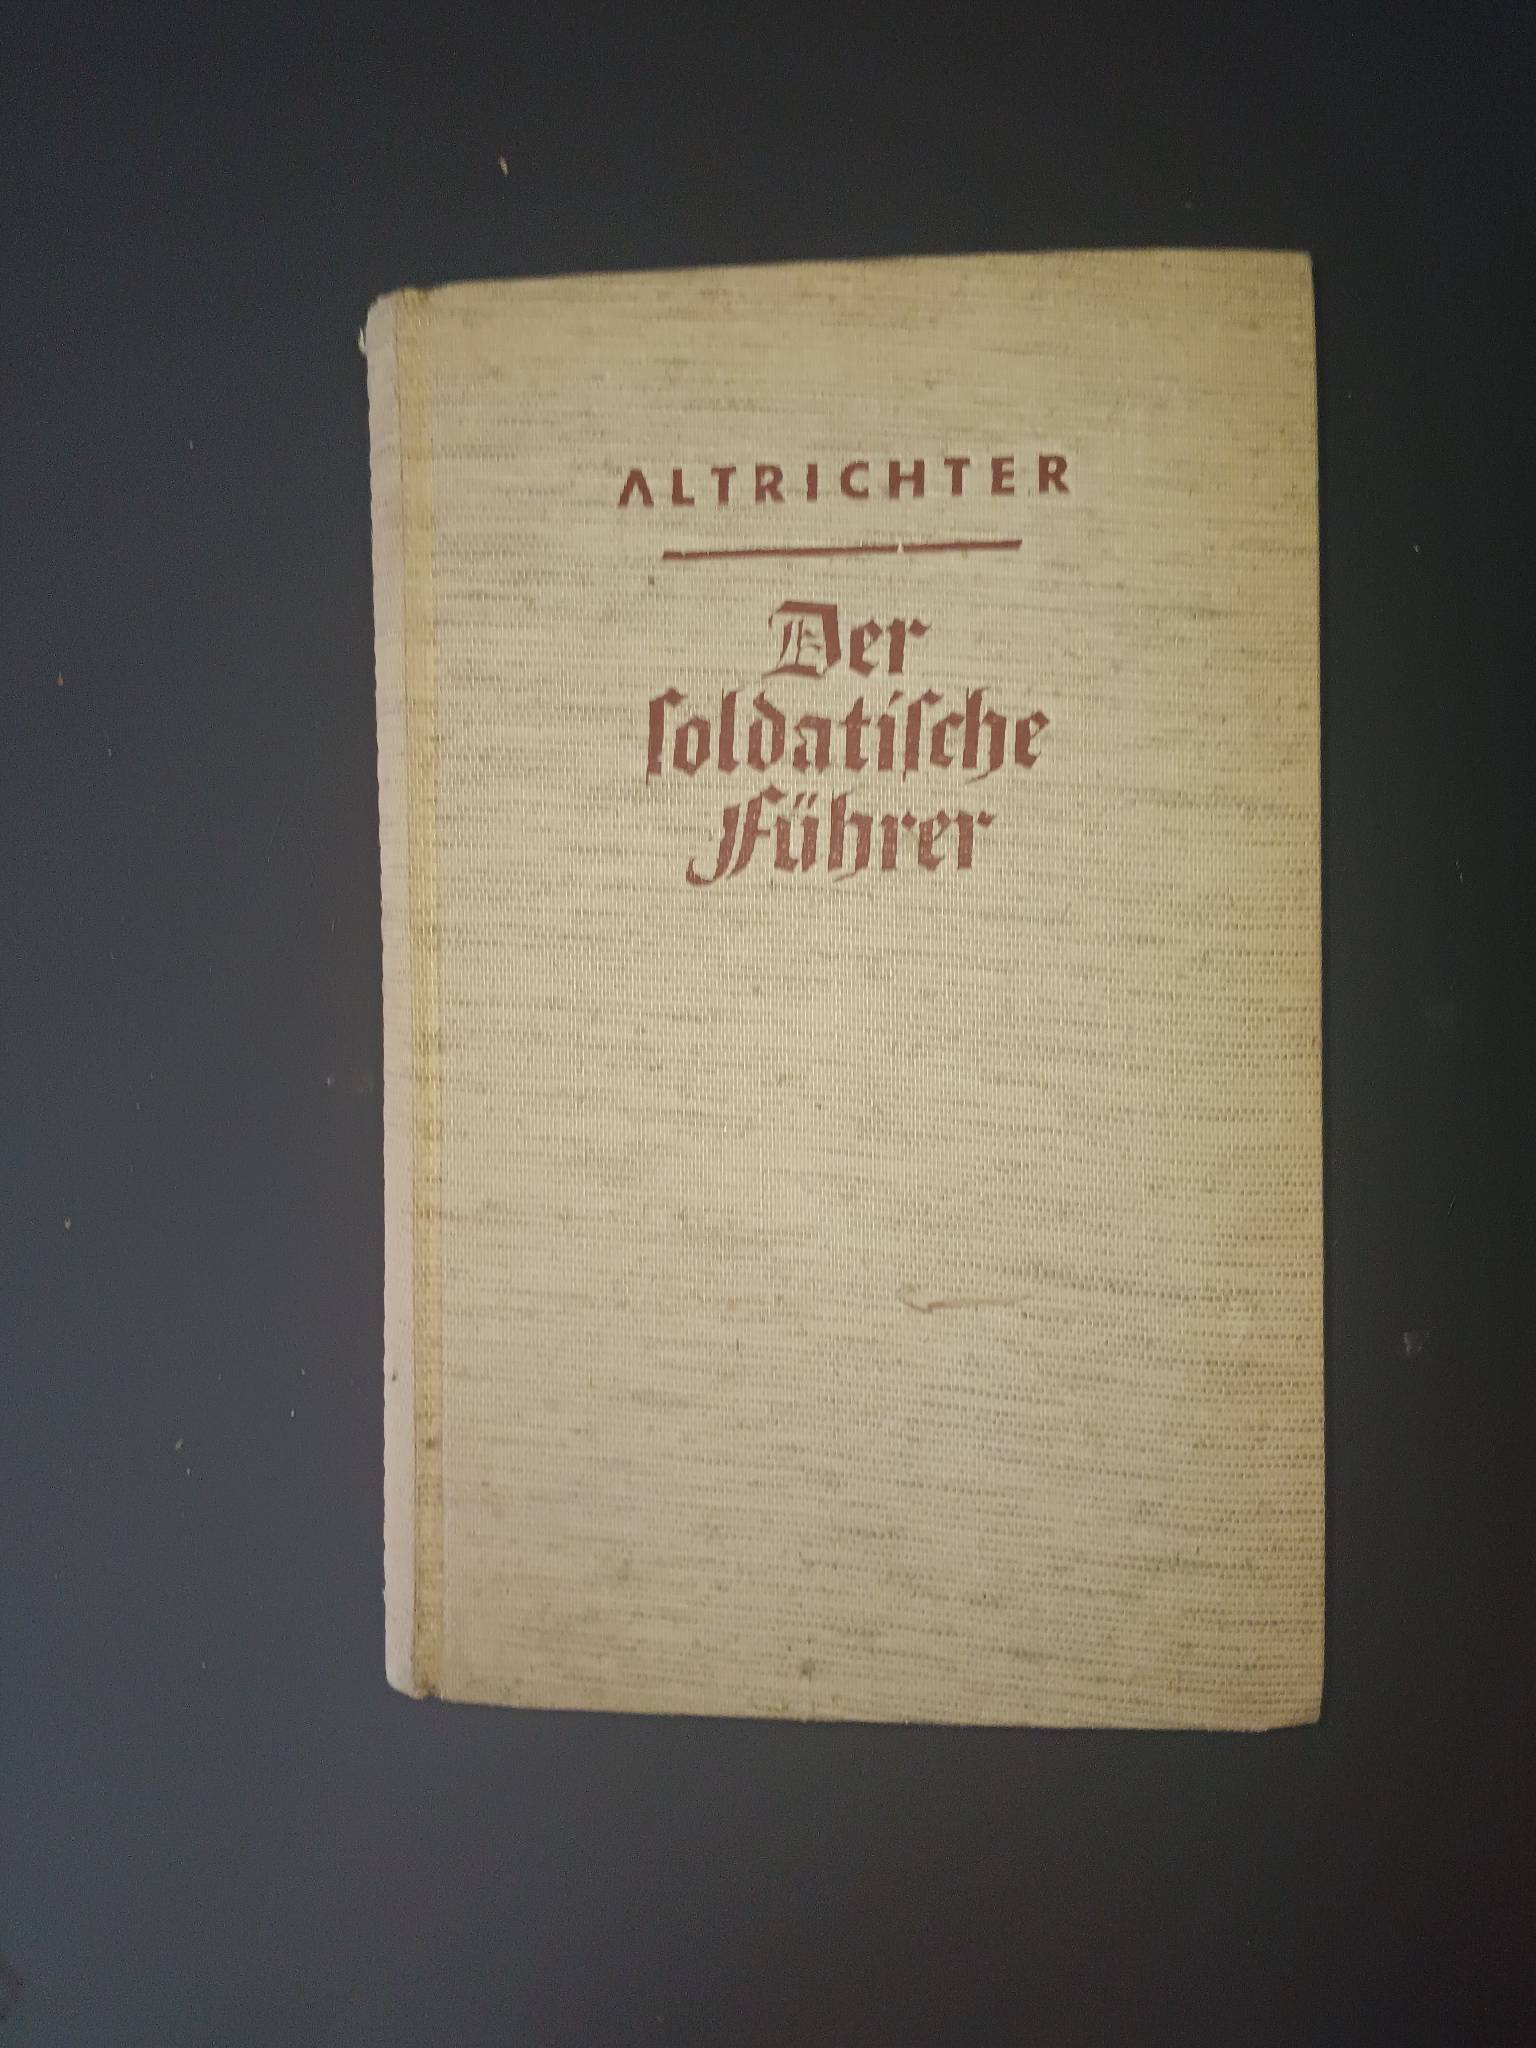 ALTRICHTER
Der
ſoldatiſche
Führer